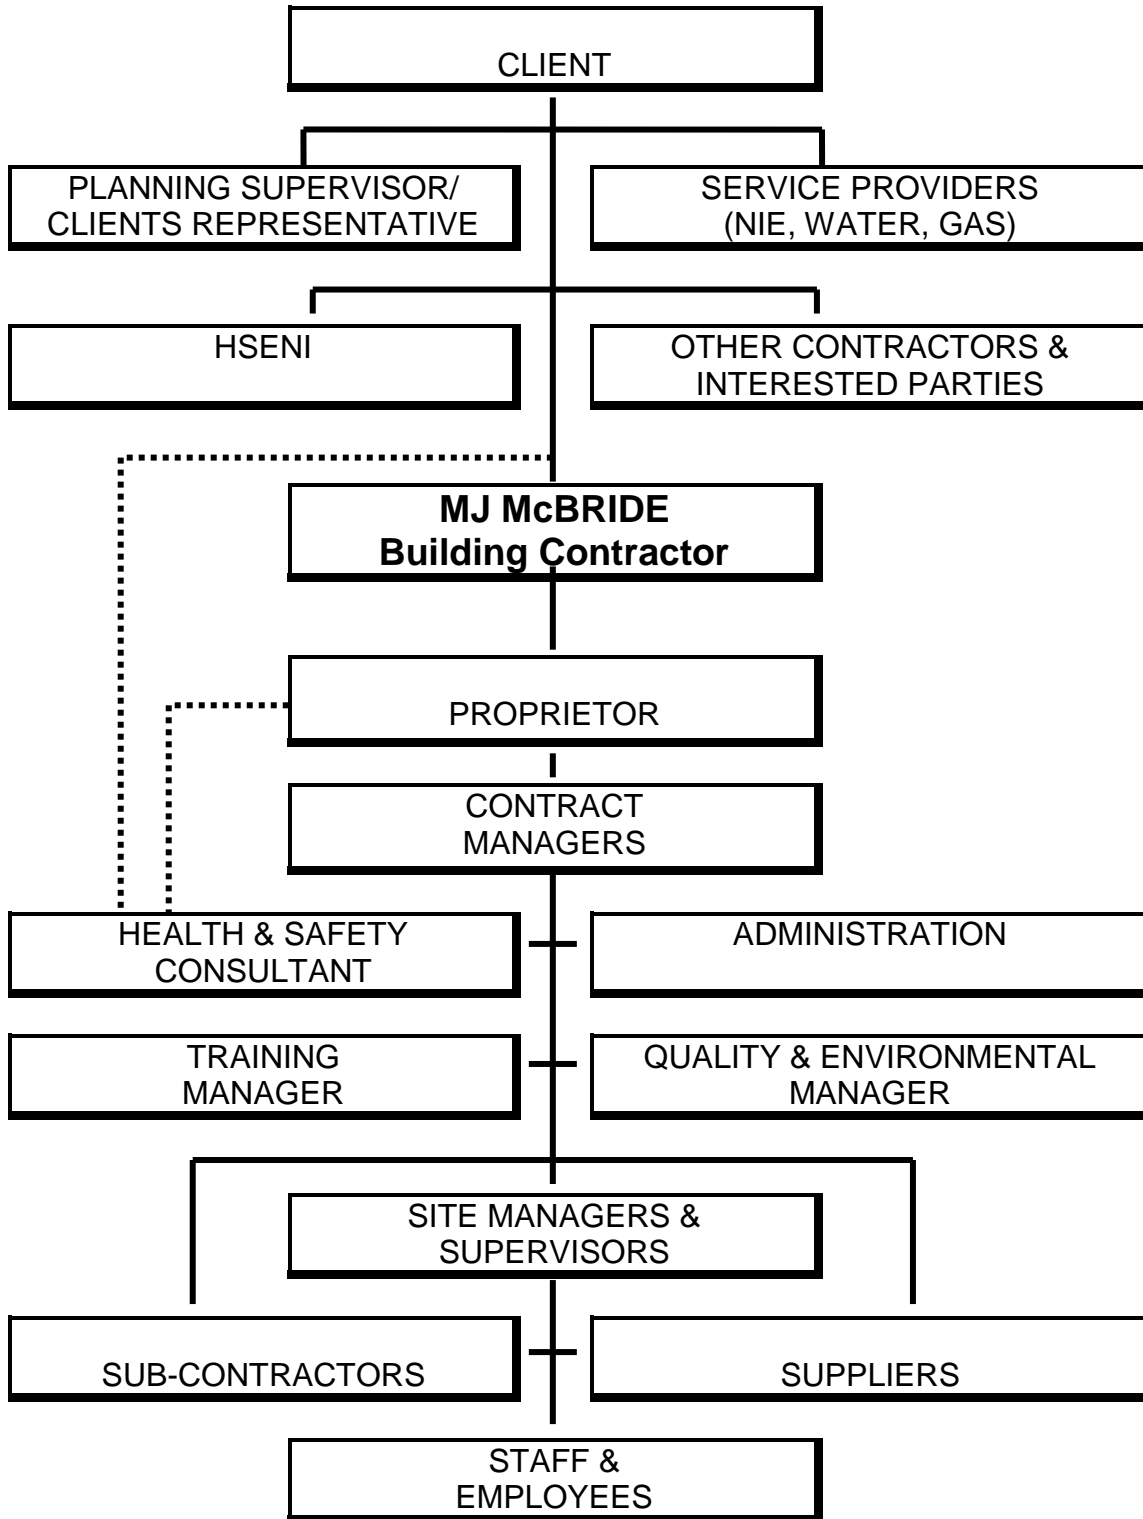 CLIENT
PLANNING SUPERVISOR/
CLIENTS REPRESENTATIVE
SERVICE PROVIDERS
(NIE, WATER, GAS)
HSENI
OTHER CONTRACTORS &
INTERESTED PARTIES
MJ McBRIDE
Building Contractor
PROPRIETOR
CONTRACT
MANAGERS
HEALTH & SAFETY
CONSULTANT
ADMINISTRATION
TRAINING
MANAGER
QUALITY & ENVIRONMENTAL
MANAGER
SITE MANAGERS &
SUPERVISORS
SUB-CONTRACTORS
SUPPLIERS
STAFF &
EMPLOYEES